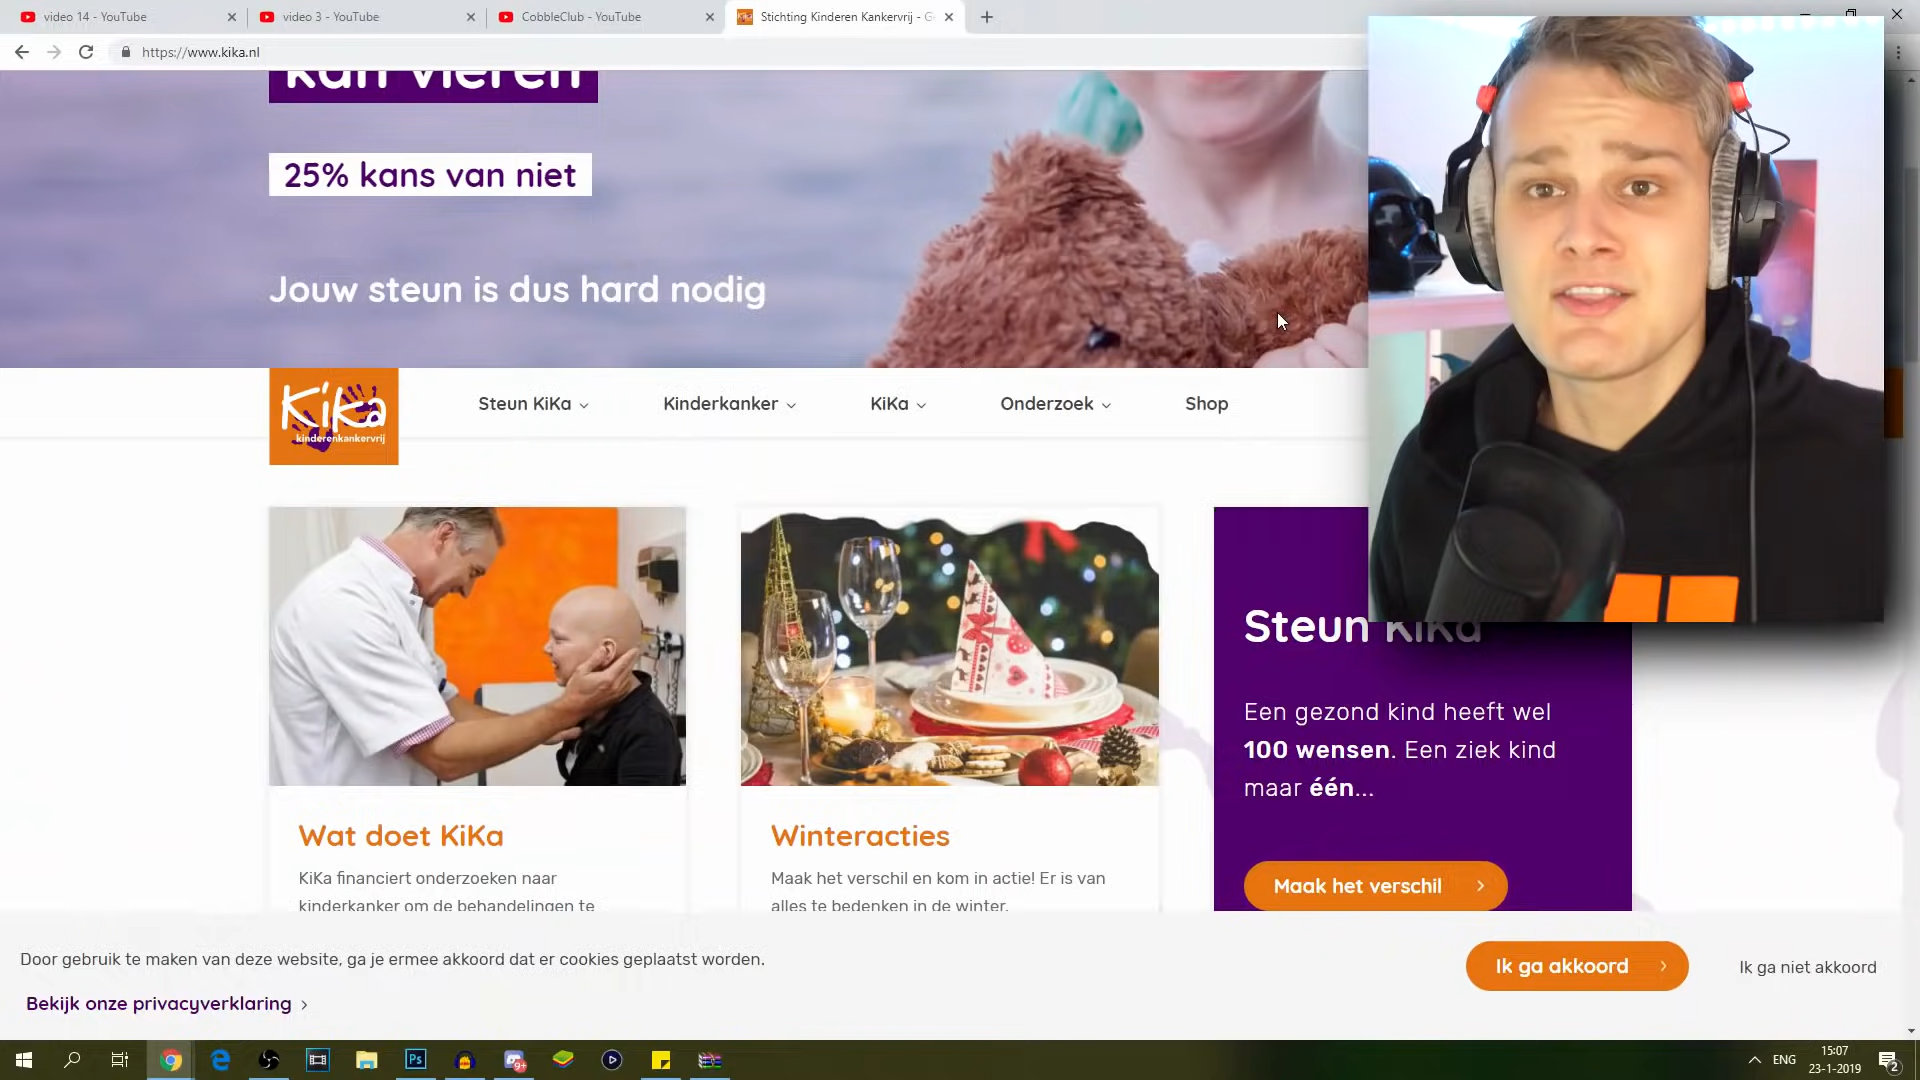 video 14 - YouTube
video 3 - YouTube
CobbleClub - YouTube
Stichting Kinderen Kankervrij - G
https://www.kika.nl
kan vieren
25% kans van niet
Jouw steun is dus hard nodig
Kika
kinderenkankervrij
Steun KiKa
Kinderkanker
KiKa
Onderzoek
Shop
Wat doet KiKa
KiKa financiert onderzoeken naar
kinderkanker om de behandelingen te
Winteracties
Maak het verschil en kom in actie! Er is van
alles te bedenken in de winter.
Steun KiKa
Een gezond kind heeft wel
100 wensen. Een ziek kind
maar één...
Maak het verschil
Door gebruik te maken van deze website, ga je ermee akkoord dat er cookies geplaatst worden.
Bekijk onze privacyverklaring
Ik ga akkoord
Ik ga niet akkoord
Ps
9+
ENG
15:07
23-1-2019
2